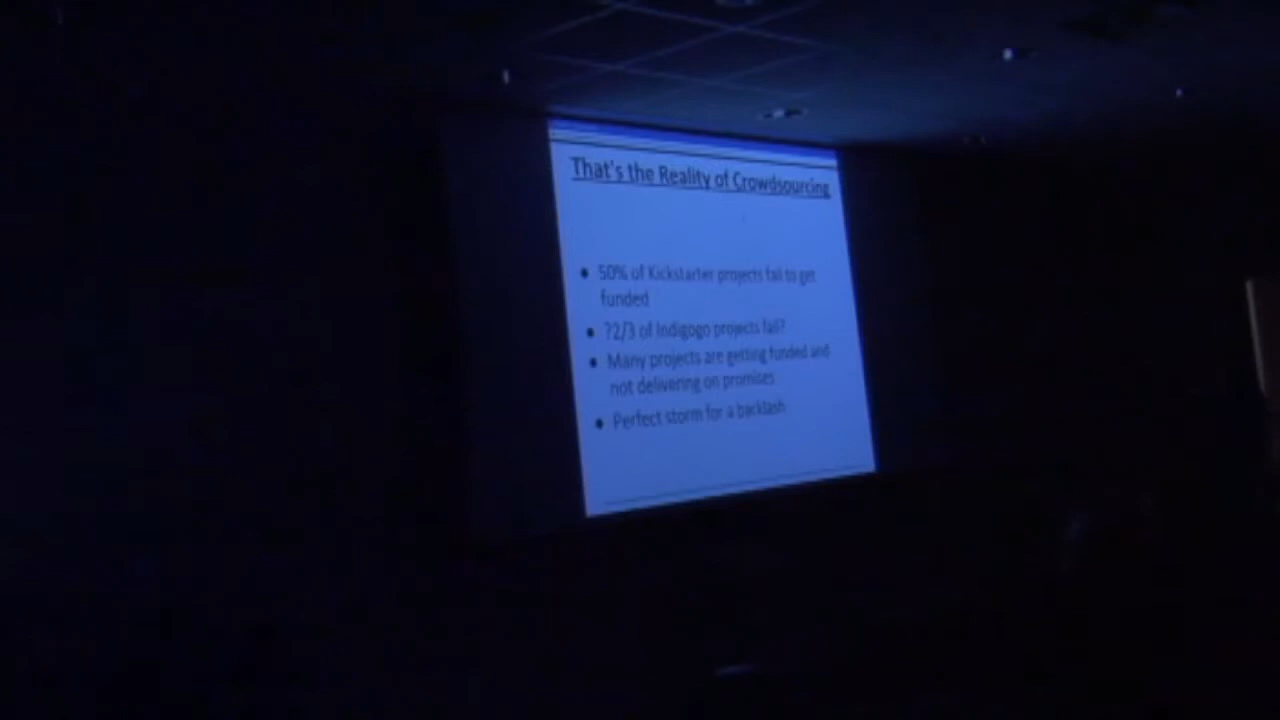 That's the Reality of Crowdsourcing
• 50% of Kickstarter projects fail to get
funded
• ?2/3 of Indigogo projects fail?
• Many projects are getting funded and
not delivering on promises
• Perfect storm for a backlash